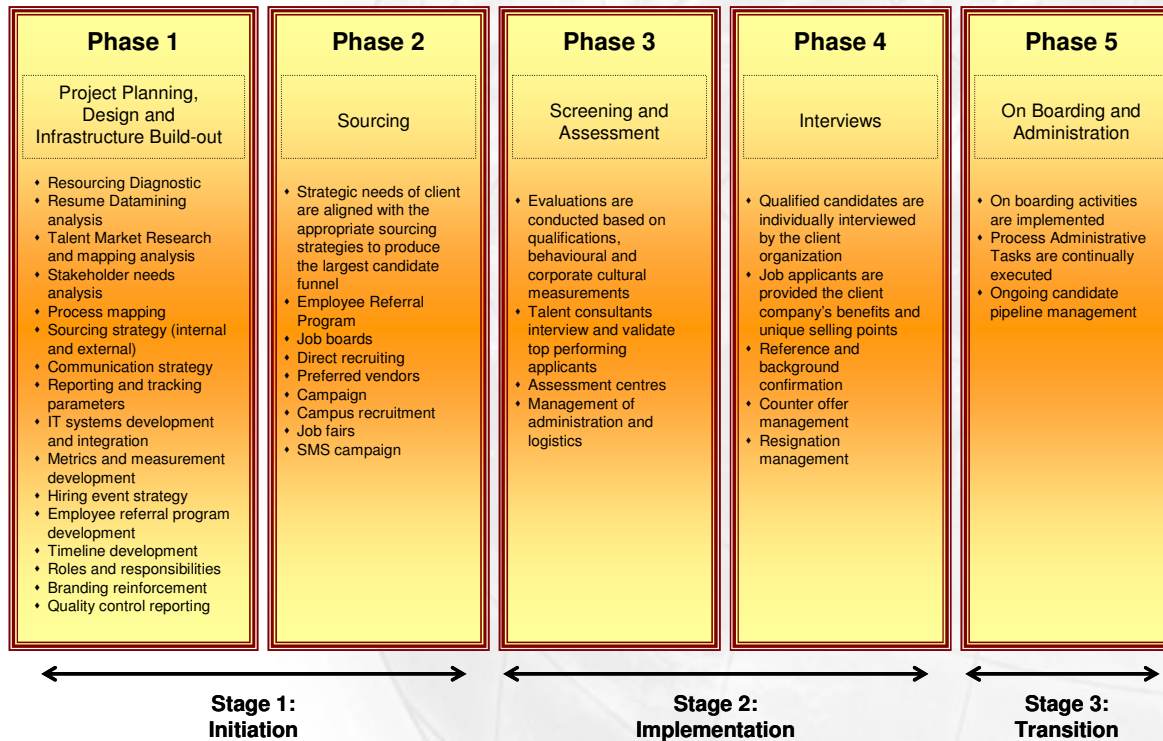 Phase 1
Project Planning,
Design and
Infrastructure Build-out
♦ Resourcing Diagnostic
♦ Resume Datamining
analysis
♦ Talent Market Research
and mapping analysis
♦ Stakeholder needs
analysis
♦ Process mapping
♦ Sourcing strategy (internal
and external)
♦ Communication strategy
♦ Reporting and tracking
parameters
♦ IT systems development
and integration
♦ Metrics and measurement
development
♦ Hiring event strategy
♦ Employee referral program
development
♦ Timeline development
♦ Roles and responsibilities
♦ Branding reinforcement
♦ Quality control reporting
Phase 2
Sourcing
♦ Strategic needs of client
are aligned with the
appropriate sourcing
strategies to produce
the largest candidate
funnel
♦ Employee Referral
Program
♦ Job boards
♦ Direct recruiting
♦ Preferred vendors
♦ Campaign
♦ Campus recruitment
♦ Job fairs
♦ SMS campaign
Phase 3
Screening and
Assessment
♦ Evaluations are
conducted based on
qualifications,
behavioural and
corporate cultural
measurements
♦ Talent consultants
interview and validate
top performing
applicants
♦ Assessment centres
♦ Management of
administration and
logistics
Phase 4
Interviews
♦ Qualified candidates are
individually interviewed
by the client
organization
♦ Job applicants are
provided the client
company's benefits and
unique selling points
♦ Reference and
background
confirmation
♦ Counter offer
management
♦ Resignation
management
Phase 5
On Boarding and
Administration
♦ On boarding activities
are implemented
♦ Process Administrative
Tasks are continually
executed
♦ Ongoing candidate
pipeline management
Stage 1:
Initiation
Stage 2:
Implementation
Stage 3:
Transition